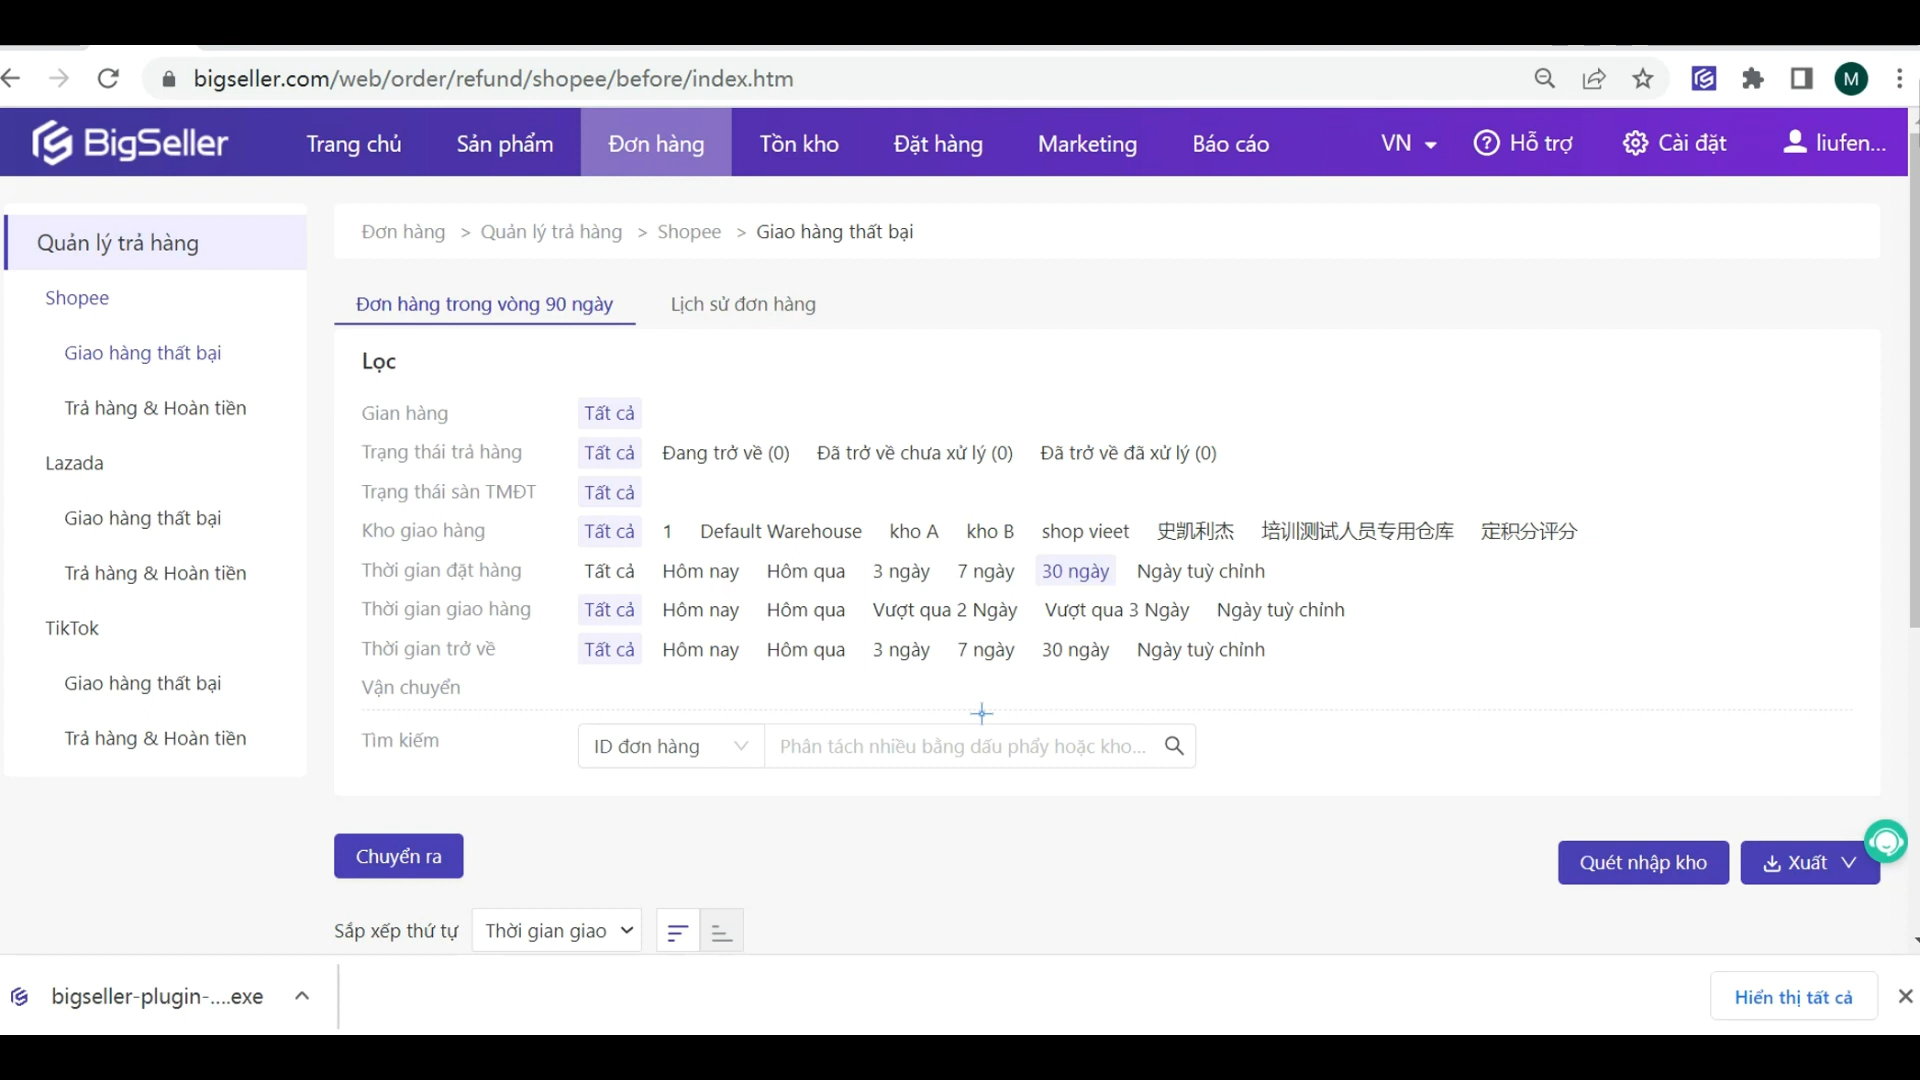 bigseller.com/web/order/refund/shopee/before/index.htm
M
BigSeller
Trang chủ
Sản phẩm
Đơn hàng
Tồn kho
Đặt hàng
Marketing
Báo cáo
VN
Hỗ trợ
Cài đặt
liufen...
Quản lý trả hàng
Shopee
Giao hàng thất bại
Trả hàng & Hoàn tiền
Lazada
Giao hàng thất bại
Trả hàng & Hoàn tiền
TikTok
Giao hàng thất bại
Trả hàng & Hoàn tiền
Đơn hàng > Quản lý trả hàng > Shopee > Giao hàng thất bại
Đơn hàng trong vòng 90 ngày
Lịch sử đơn hàng
Lọc
Gian hàng Tất cả
Trạng thái trả hàng Tất cả Đang trở về (0) Đã trở về chưa xử lý (0) Đã trở về đã xử lý (0)
Trạng thái sàn TMĐT Tất cả
Kho giao hàng Tất cả 1 Default Warehouse kho A kho B shop vieet 史凯利杰 培训测试人员专用仓库 定积分评分
Thời gian đặt hàng Tất cả Hôm nay Hôm qua 3 ngày 7 ngày 30 ngày Ngày tuỳ chỉnh
Thời gian giao hàng Tất cả Hôm nay Hôm qua Vượt qua 2 Ngày Vượt qua 3 Ngày Ngày tuỳ chỉnh
Thời gian trở về Tất cả Hôm nay Hôm qua 3 ngày 7 ngày 30 ngày Ngày tuỳ chỉnh
Vận chuyển
Tìm kiếm ID đơn hàng Phân tách nhiều bằng dấu phẩy hoặc kho...
Chuyển ra
Quét nhập kho
Xuất
Sắp xếp thứ tự Thời gian giao
bigseller-plugin-....exe
Hiển thị tất cả